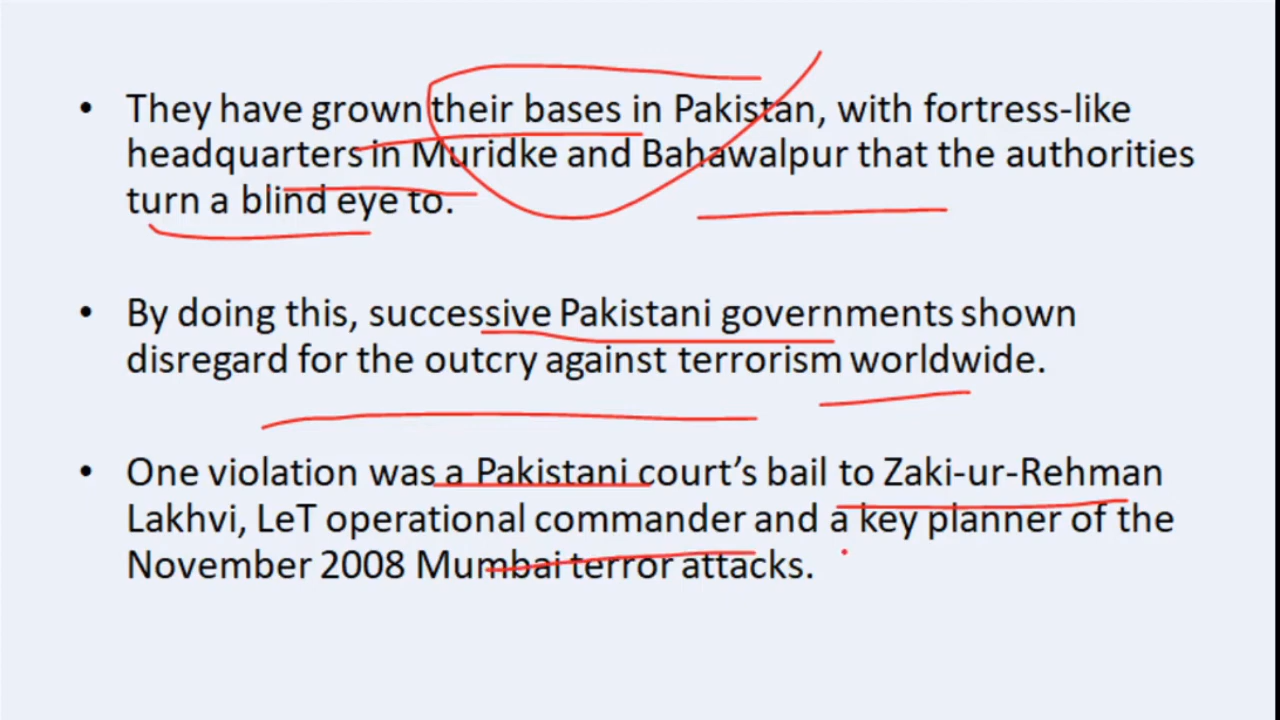 • They have grown their bases in Pakistan, with fortress-like
headquarters in Muridke and Bahawalpur that the authorities
turn a blind eye to.
• By doing this, successive Pakistani governments shown
disregard for the outcry against terrorism worldwide.
• One violation was a Pakistani court’s bail to Zaki-ur-Rehman
Lakhvi, LeT operational commander and a key planner of the
November 2008 Mumbai terror attacks.